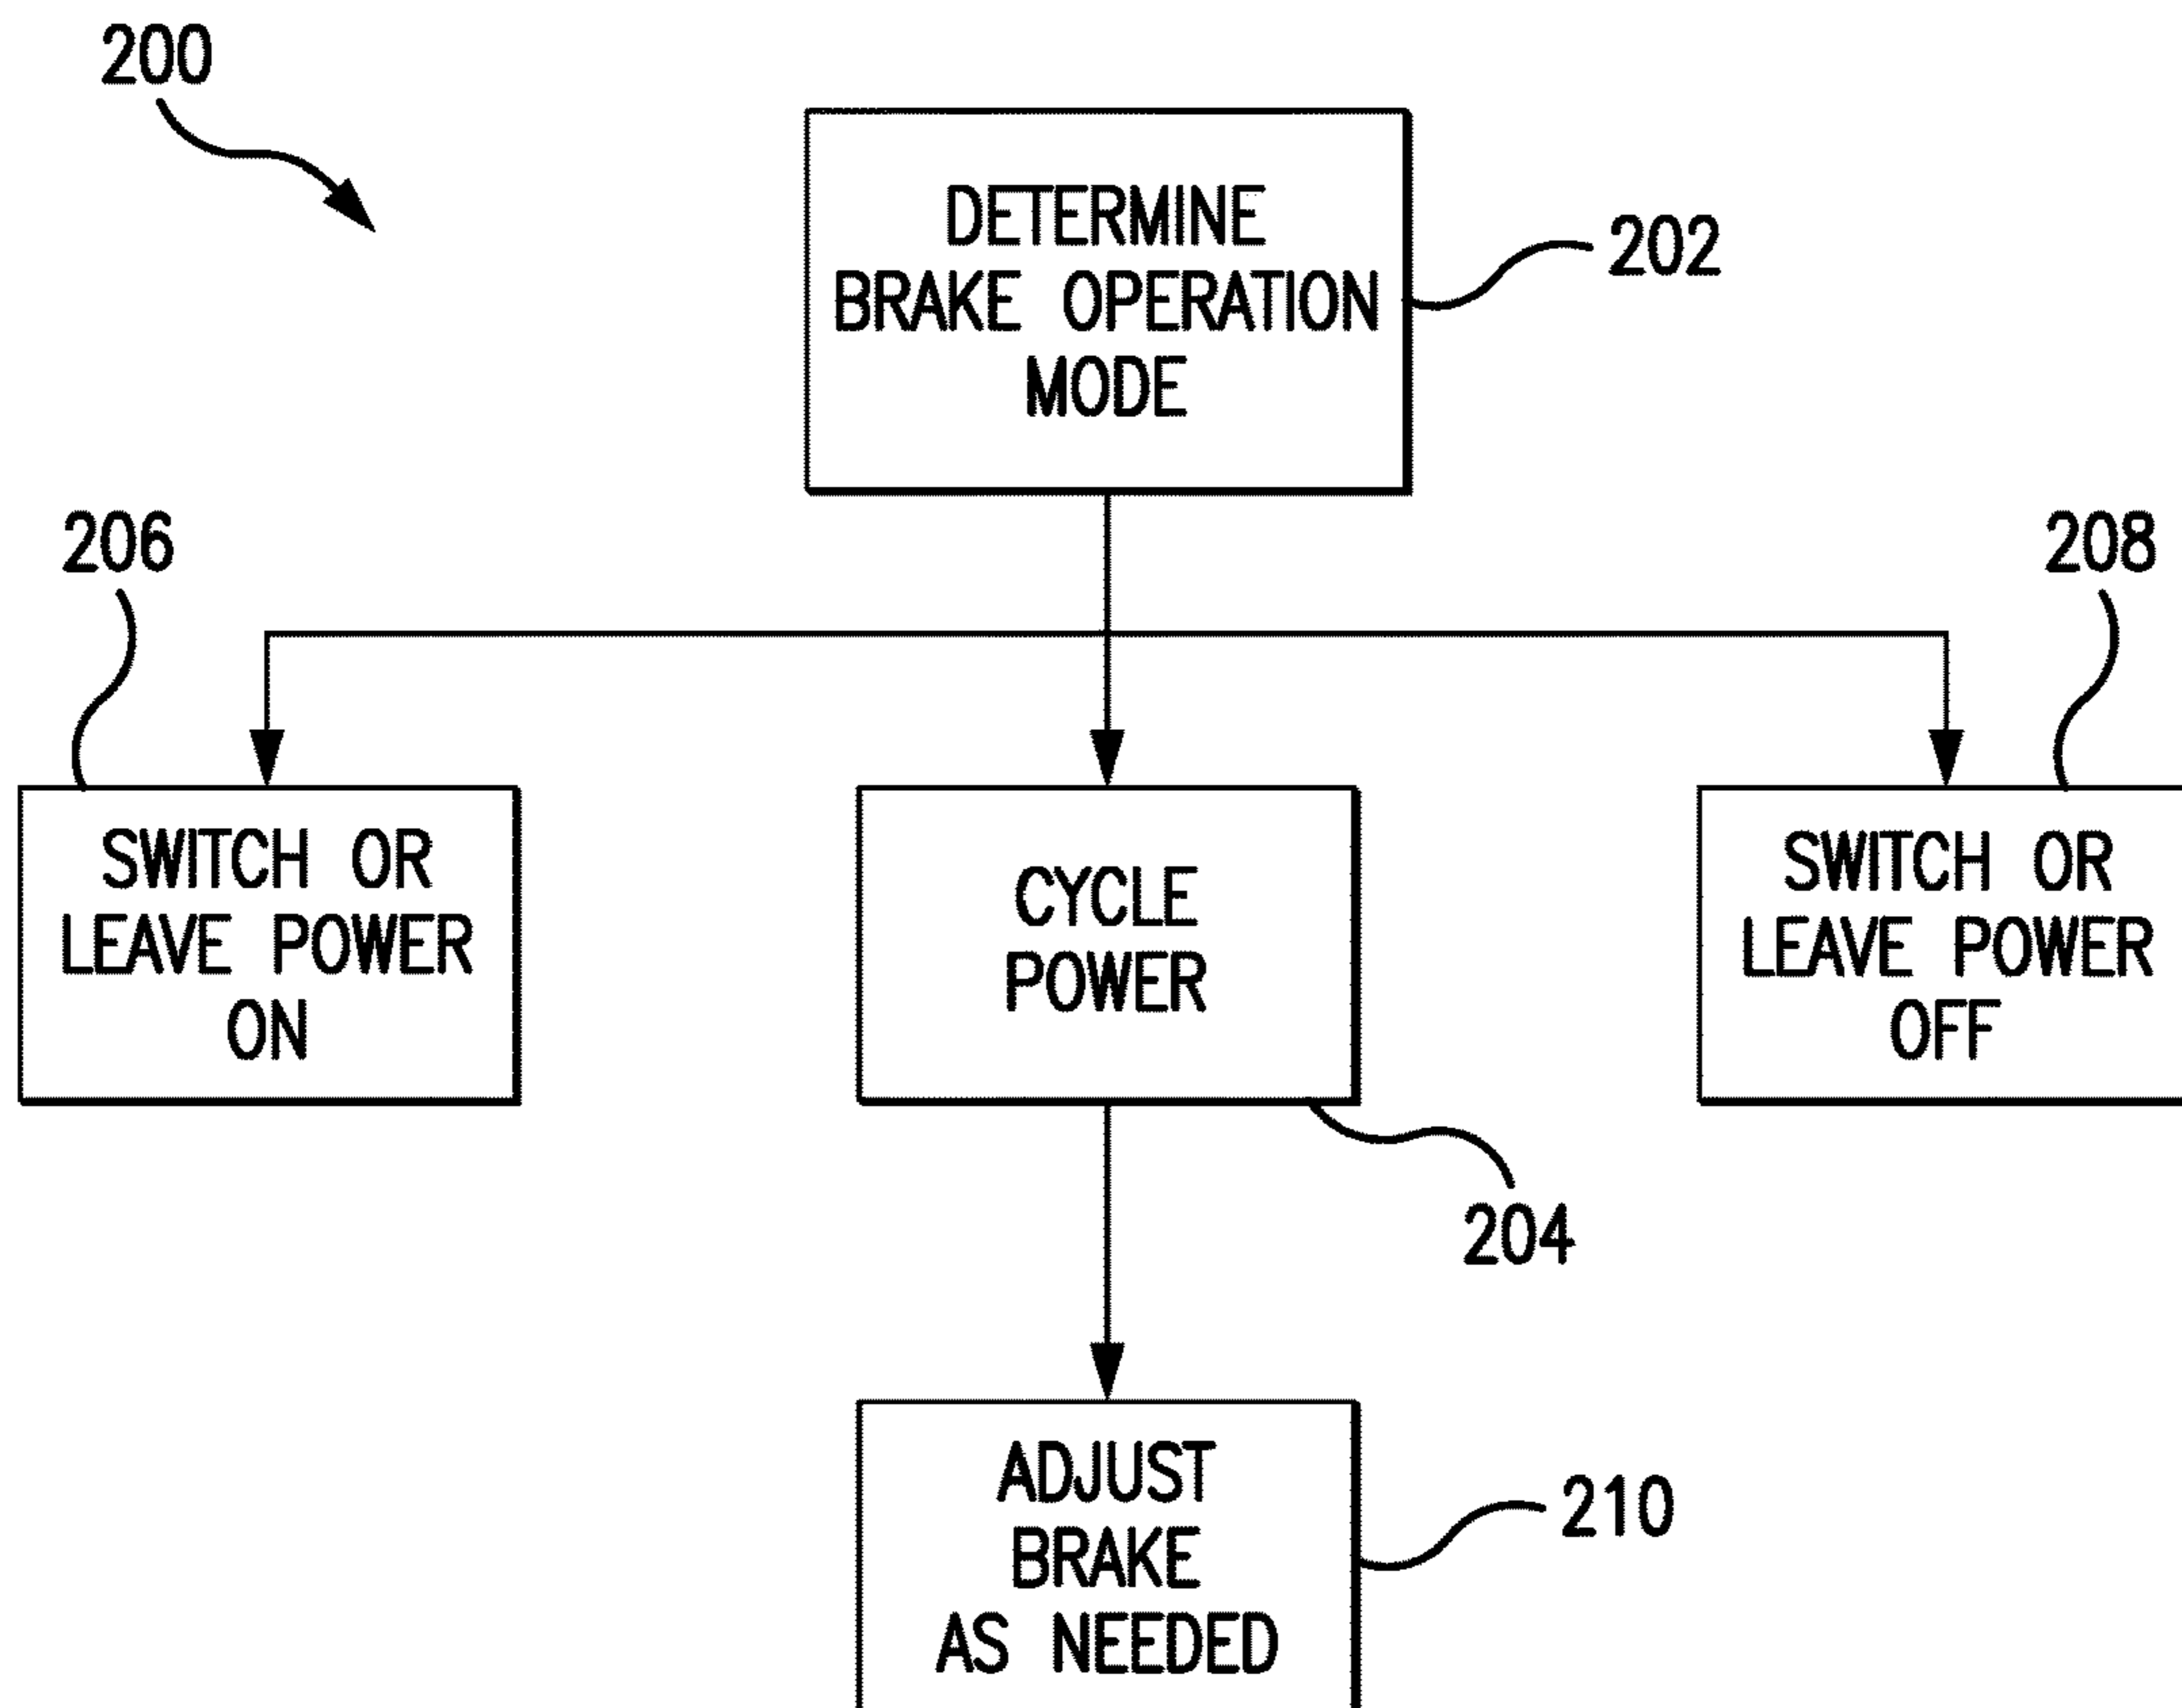 200
DETERMINE
BRAKE OPERATION
MODE
202
206
208
SWITCH OR
LEAVE POWER
ON
CYCLE
POWER
SWITCH OR
LEAVE POWER
OFF
204
ADJUST
BRAKE
AS NEEDED
210